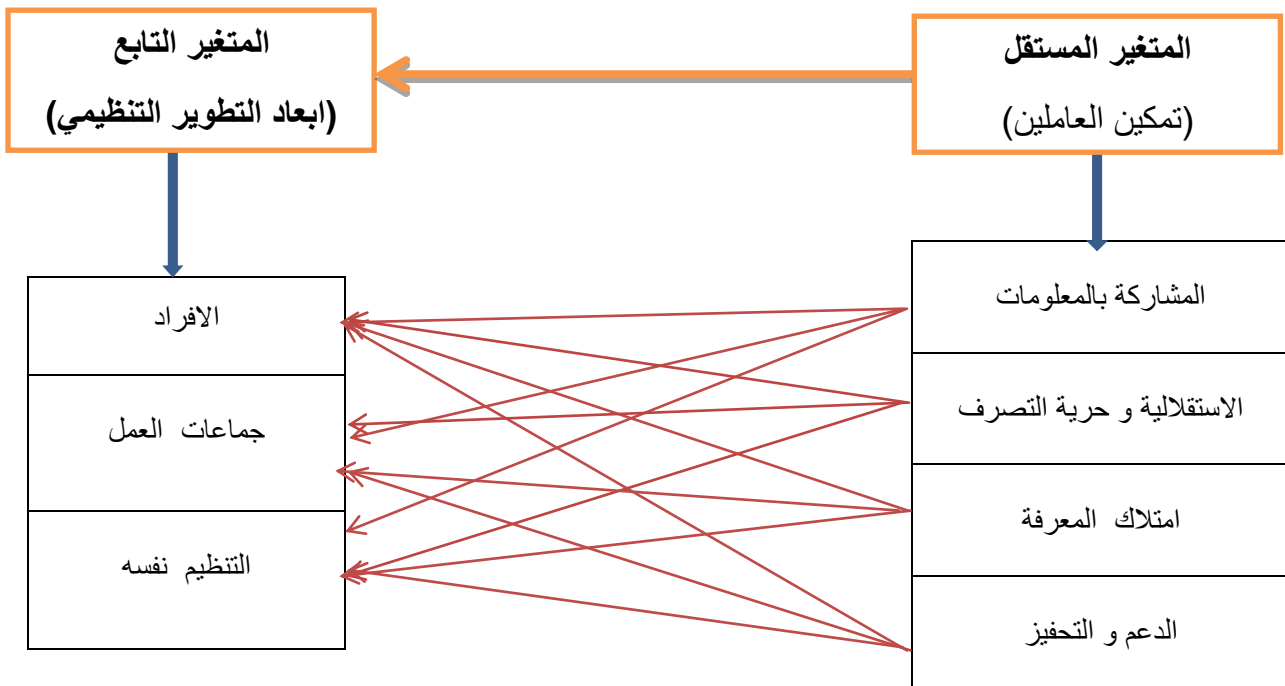 المتغير المستقل
(تمكين العاملين)
المتغير التابع
(ابعاد التطوير التنظيمي)
المشاركة بالمعلومات
الاستقلالية و حرية التصرف
امتلاك المعرفة
الدعم و التحفيز
الافراد
جماعات العمل
التنظيم نفسه